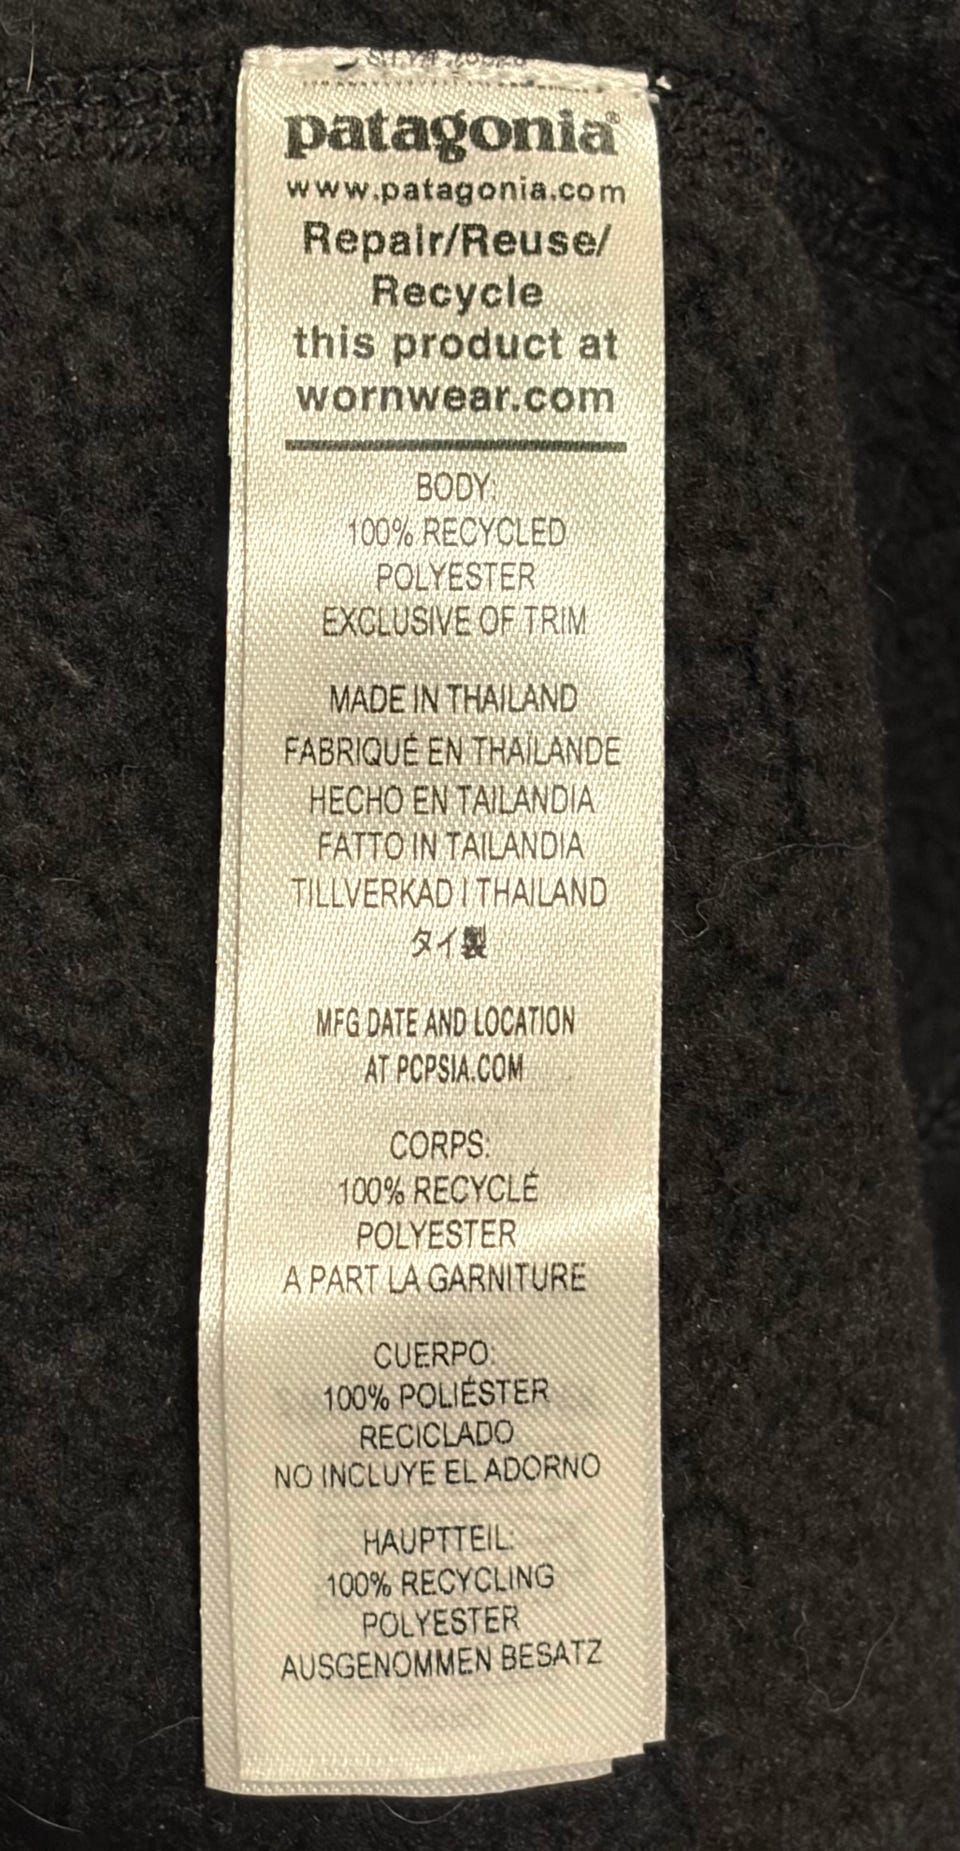 patagonia®
www.patagonia.com
Repair/Reuse/
Recycle
this product at
wornwear.com
BODY:
100% RECYCLED
POLYESTER
EXCLUSIVE OF TRIM
MADE IN THAILAND
FABRIQUÉ EN THAÏLANDE
HECHO EN TAILANDIA
FATTO IN TAILANDIA
TILLVERKAD I THAILAND
タイ製
MFG DATE AND LOCATION
AT PCPSIA.COM
CORPS:
100% RECYCLÉ
POLYESTER
A PART LA GARNITURE
CUERPO:
100% POLIÉSTER
RECICLADO
NO INCLUYE EL ADORNO
HAUPTTEIL:
100% RECYCLING
POLYESTER
AUSGENOMMEN BESATZ